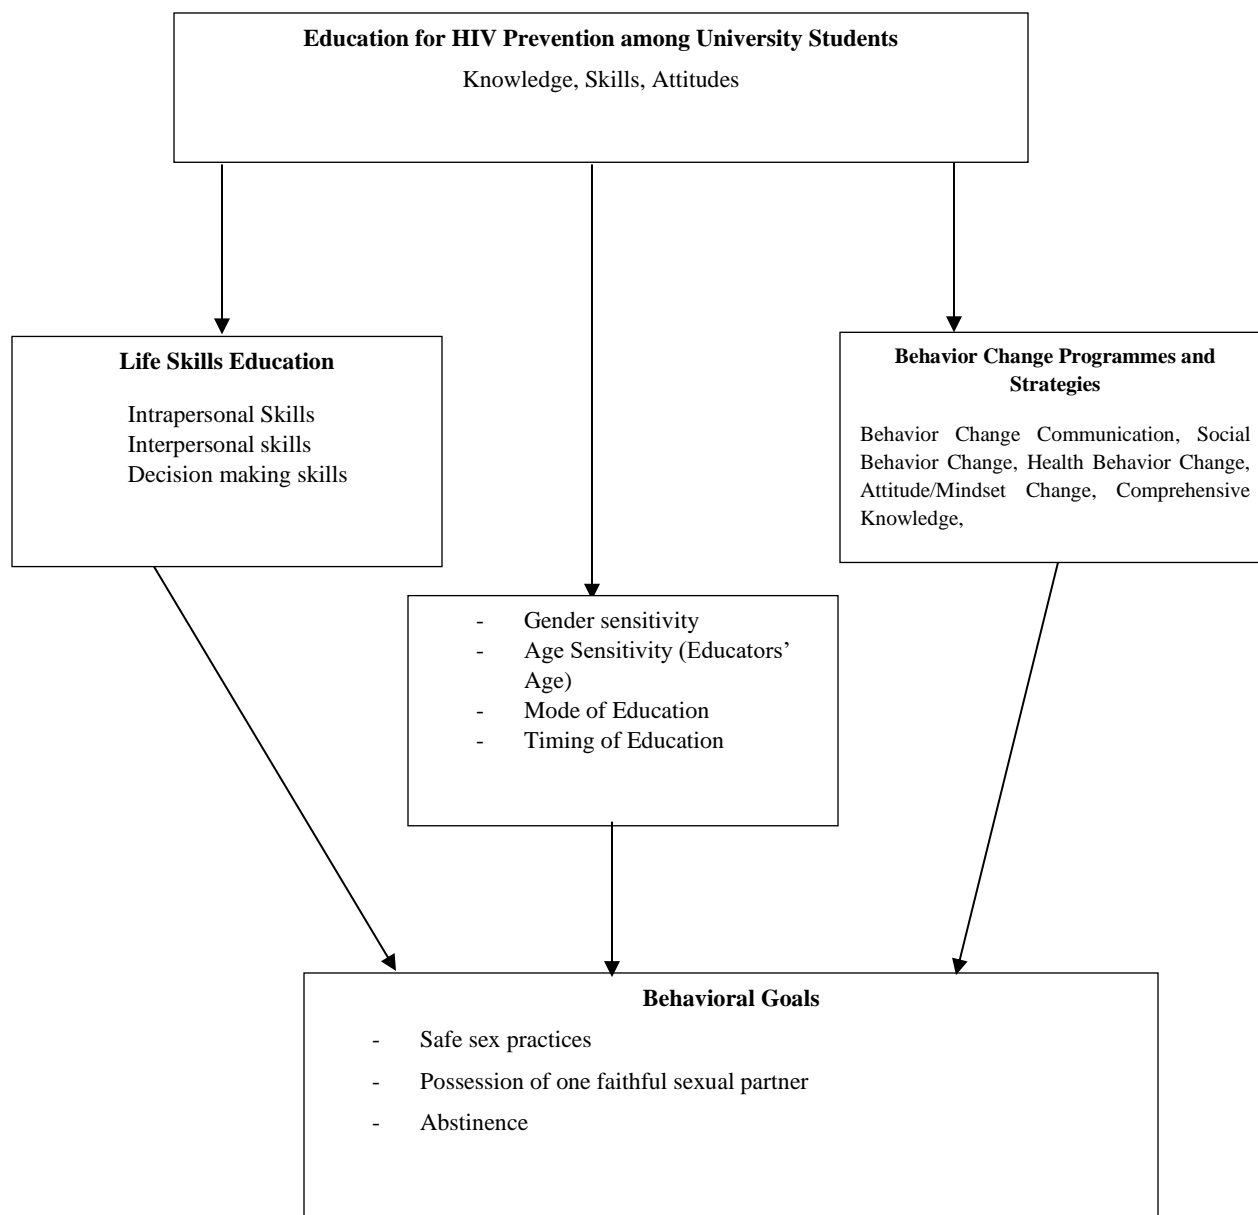 Education for HIV Prevention among University Students
Knowledge, Skills, Attitudes
Life Skills Education
Intrapersonal Skills
Interpersonal skills
Decision making skills
Behavior Change Programmes and
Strategies
Behavior Change Communication, Social
Behavior Change, Health Behavior Change,
Attitude/Mindset Change, Comprehensive
Knowledge,
- Gender sensitivity
- Age Sensitivity (Educators’
Age)
- Mode of Education
- Timing of Education
Behavioral Goals
- Safe sex practices
- Possession of one faithful sexual partner
- Abstinence